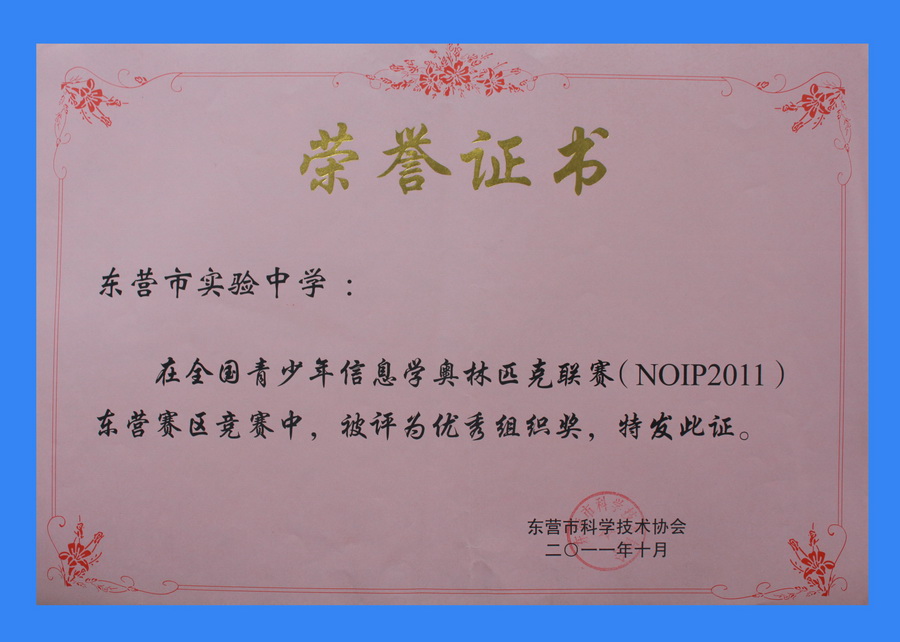 荣誉证书
东营市实验中学：
在全国青少年信息学奥林匹克联赛（NOIP2011）
东营赛区竞赛中，被评为优秀组织奖，特发此证。
东营市科学技术协会
二〇一一年十月